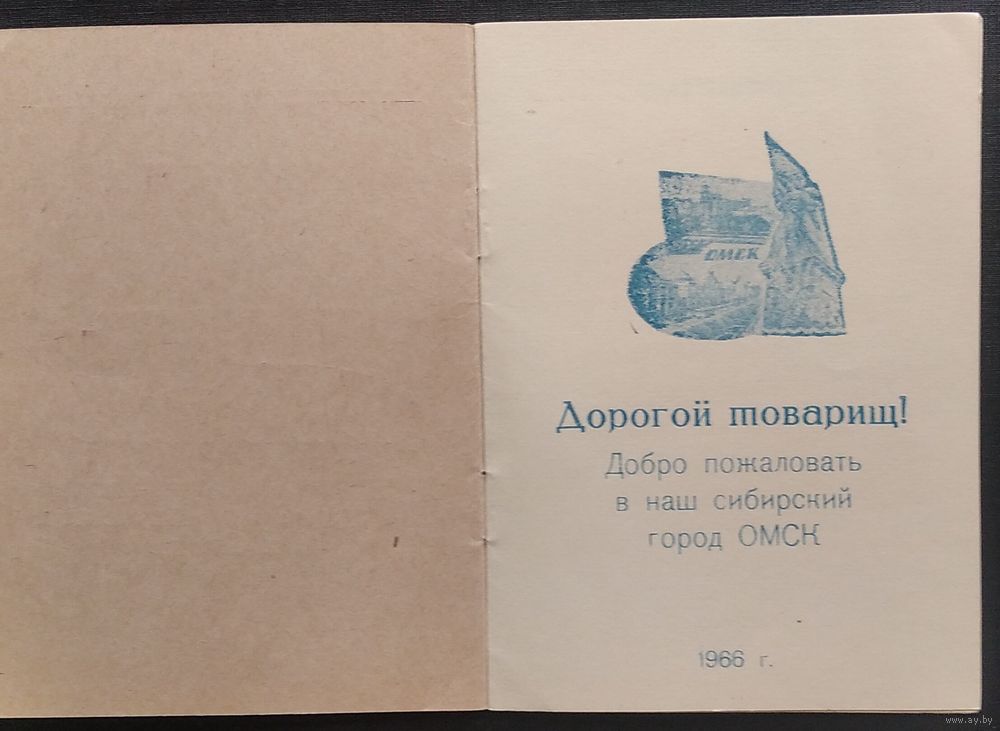 ОМСК
Дорогой товарищ!
Добро пожаловать
в наш сибирский
город ОМСК
1966 г.
www.ay.by